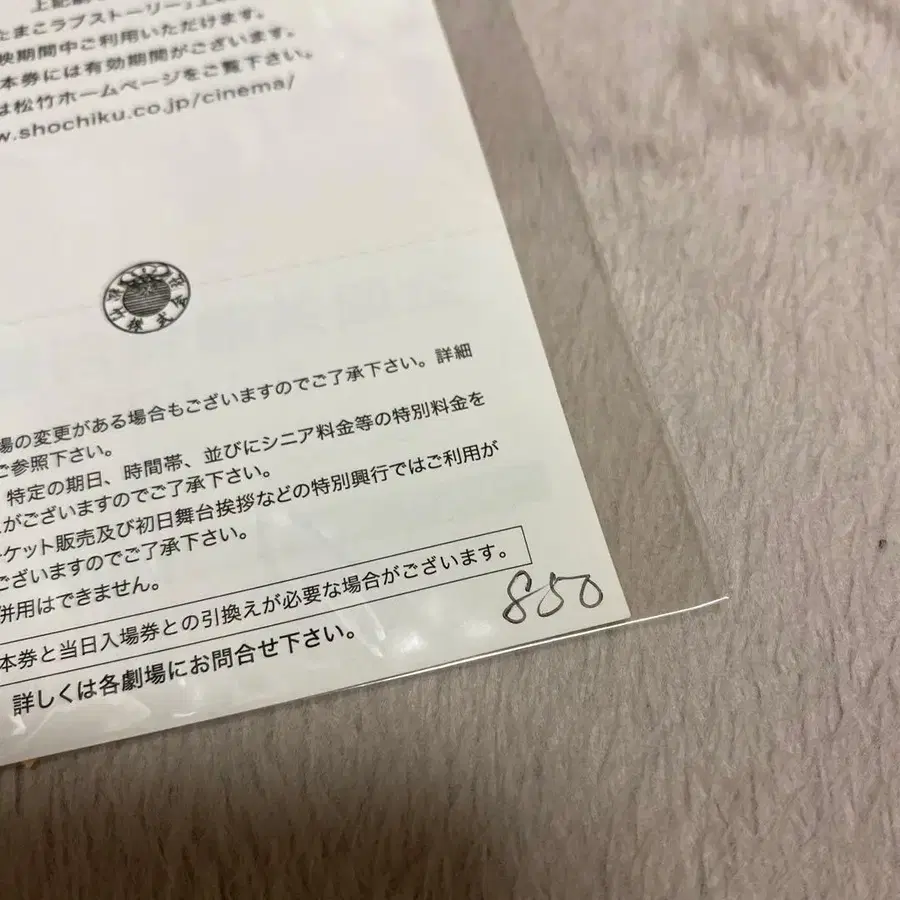 上記劇
たまこラブストーリー」上
映期間中ご利用いただけます。
本券には有効期間がございます。
は松竹ホームページをご覧下さい。
w.shochiku.co.jp/cinema/
場の変更がある場合もございますのでご了承下さい。詳細
ご参照下さい。
特定の期日、時間帯、並びにシニア料金等の特別料金を
がございますのでご了承下さい。
ケット販売及び初日舞台挨拶などの特別興行ではご利用が
ございますのでご了承下さい。
併用はできません。
本券と当日入場券との引換えが必要な場合がございます。
850
詳しくは各劇場にお問合せ下さい。